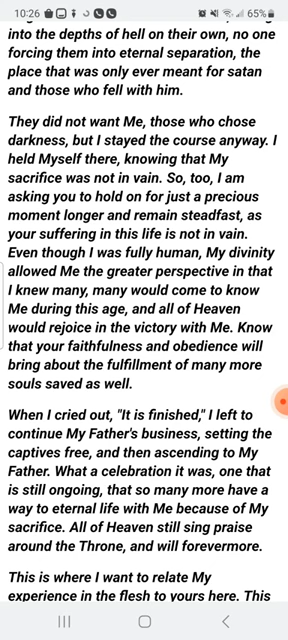 10:26
65%
into the depths of hell on their own, no one
forcing them into eternal separation, the
place that was only ever meant for satan
and those who fell with him.
They did not want Me, those who chose
darkness, but I stayed the course anyway. I
held Myself there, knowing that My
sacrifice was not in vain. So, too, I am
asking you to hold on for just a precious
moment longer and remain steadfast, as
your suffering in this life is not in vain.
Even though I was fully human, My divinity
allowed Me the greater perspective in that
I knew many, many would come to know
Me during this age, and all of Heaven
would rejoice in the victory with Me. Know
that your faithfulness and obedience will
bring about the fulfillment of many more
souls saved as well.
When I cried out, "It is finished," I left to
continue My Father's business, setting the
captives free, and then ascending to My
Father. What a celebration it was, one that
is still ongoing, that so many more have a
way to eternal life with Me because of My
sacrifice. All of Heaven still sing praise
around the Throne, and will forevermore.
This is where I want to relate My
experience in the flesh to yours here. This